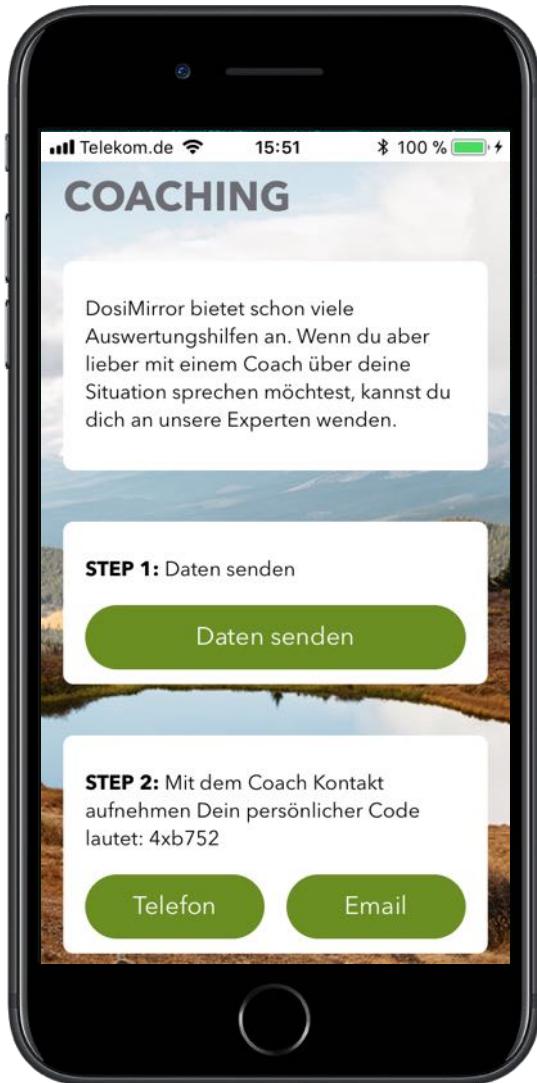 Telekom.de 15:51 100 %
COACHING
DosiMirror bietet schon viele
Auswertungshilfen an. Wenn du aber
lieber mit einem Coach über deine
Situation sprechen möchtest, kannst du
dich an unsere Experten wenden.
STEP 1: Daten senden
Daten senden
STEP 2: Mit dem Coach Kontakt
aufnehmen Dein persönlicher Code
lautet: 4xb752
Telefon Email